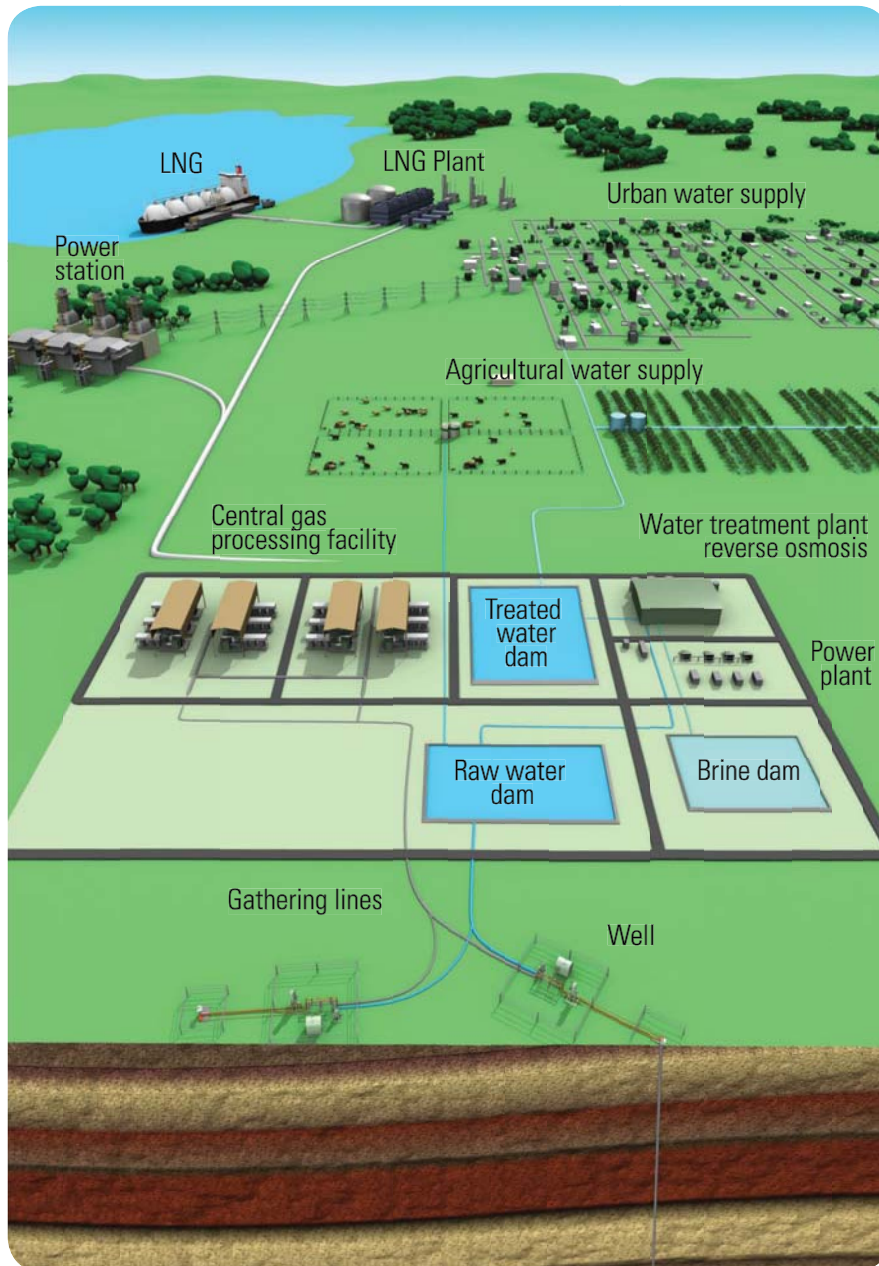 LNG
LNG Plant
Urban water supply
Power
station
Agricultural water supply
Central gas
processing facility
Water treatment plant
reverse osmosis
Treated
water
dam
Power
plant
Raw water
dam
Brine dam
Gathering lines
Well